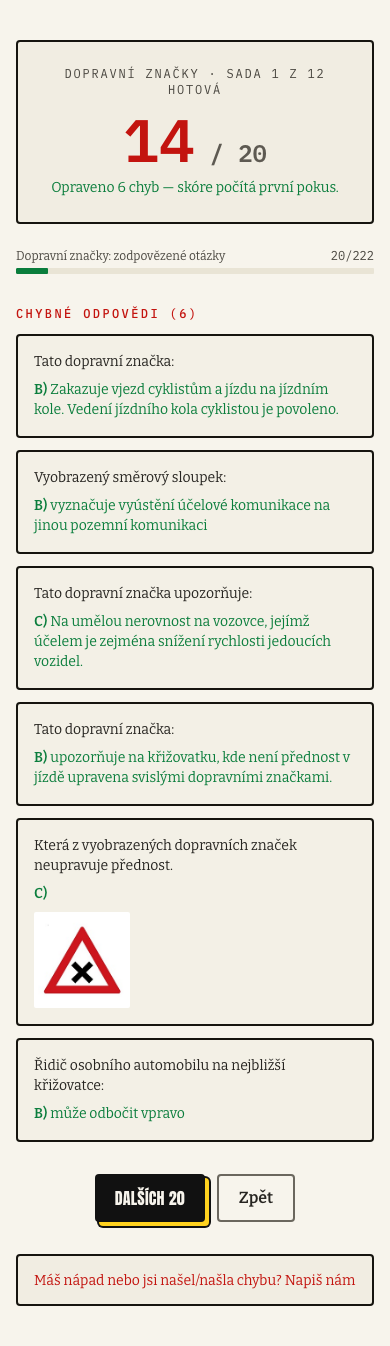 DOPRAVNÍ ZNAČKY · SADA 1 Z 12
HOTOVÁ
14 / 20
Opraveno 6 chyb — skóre počítá první pokus.
Dopravní značky: zodpovězené otázky 20/222
CHYBNÉ ODPOVĚDI (6)
Tato dopravní značka:
B) Zakazuje vjezd cyklistům a jízdu na jízdním
kole. Vedení jízdního kola cyklistou je povoleno.
Vyobrazený směrový sloupek:
B) vyznačuje vyústění účelové komunikace na
jinou pozemní komunikaci
Tato dopravní značka upozorňuje:
C) Na umělou nerovnost na vozovce, jejímž
účelem je zejména snížení rychlosti jedoucích
vozidel.
Tato dopravní značka:
B) upozorňuje na křižovatku, kde není přednost v
jízdě upravena svislými dopravními značkami.
Která z vyobrazených dopravních značek
neupravuje přednost.
C)
Řidič osobního automobilu na nejbližší
křižovatce:
B) může odbočit vpravo
DALŠÍCH 20 Zpět
Máš nápad nebo jsi našel/našla chybu? Napiš nám